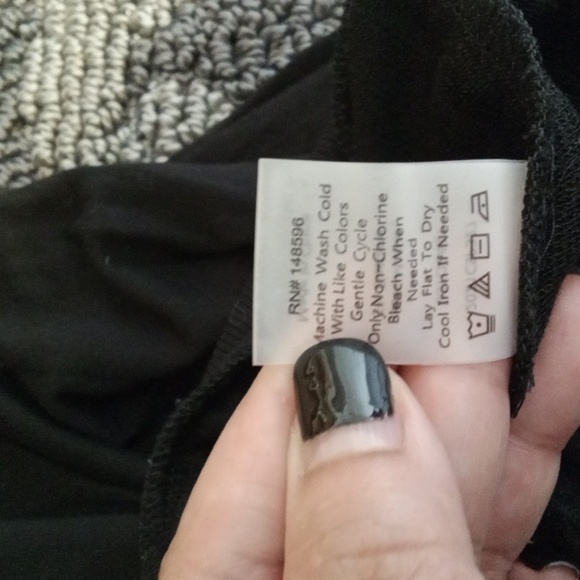 RN# 148596
Machine Wash Cold
With Like Colors
Gentle Cycle
Only Non-Chlorine
Bleach When
Needed
Lay Flat To Dry
Cool Iron If Needed